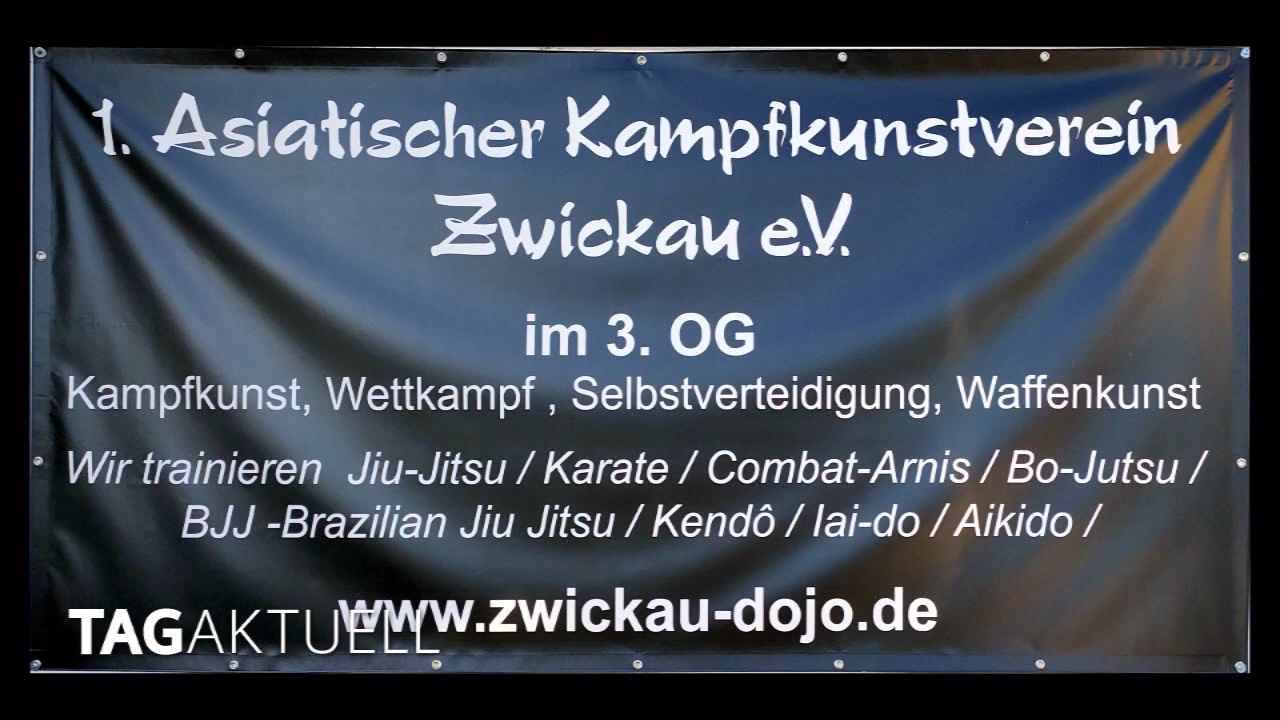 1. Asiatischer Kampfkunstverein
Zwickau e.V.
im 3. OG
Kampfkunst, Wettkampf , Selbstverteidigung, Waffenkunst
Wir trainieren Jiu-Jitsu / Karate / Combat-Arnis / Bo-Jutsu /
BJJ -Brazilian Jiu Jitsu / Kendô / Iai-do / Aikido /
www.zwickau-dojo.de
TAGAKTUELL